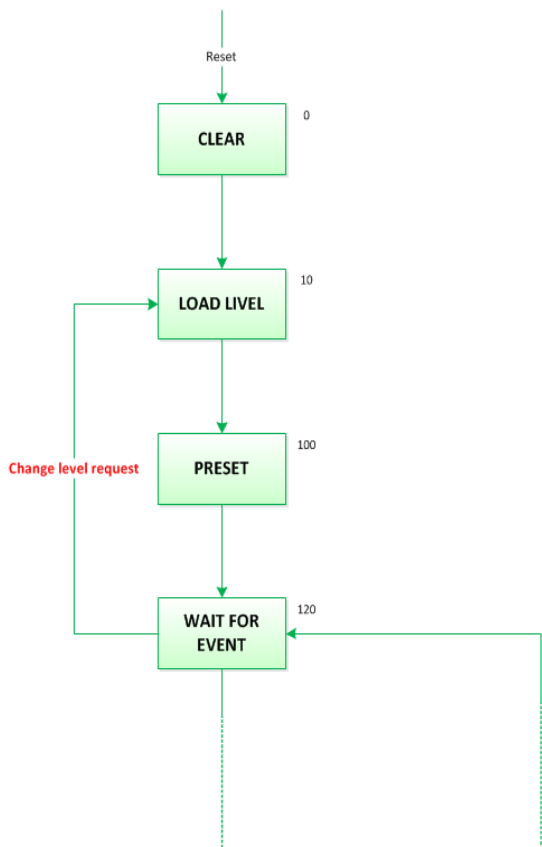 Reset
0
CLEAR
10
LOAD LIVEL
100
Change level request
PRESET
120
WAIT FOR
EVENT